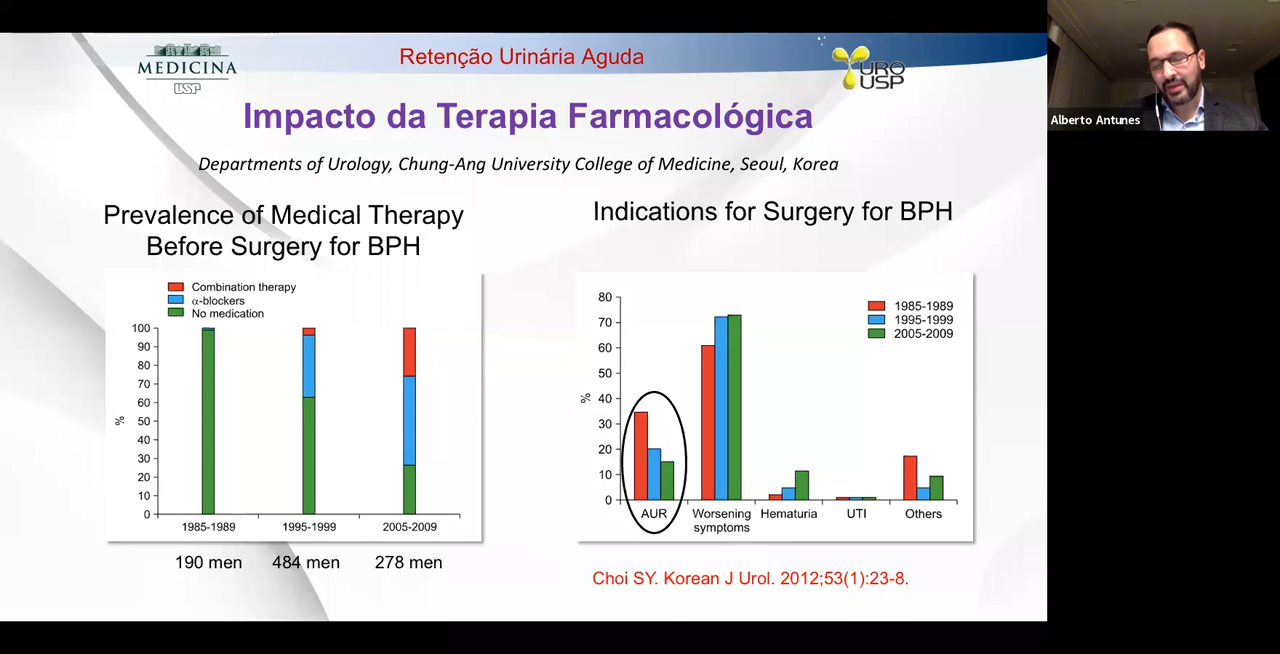 MEDICINA
USP
Retenção Urinária Aguda
URO
USP
Alberto Antunes
Impacto da Terapia Farmacológica
Departments of Urology, Chung-Ang University College of Medicine, Seoul, Korea
Prevalence of Medical Therapy
Before Surgery for BPH
Combination therapy
α-blockers
No medication
100
90
80
70
60
50
40
30
20
10
0
%
1985-1989
1995-1999
2005-2009
190 men
484 men
278 men
Indications for Surgery for BPH
1985-1989
1995-1999
2005-2009
80
70
60
50
40
30
20
10
0
%
AUR
Worsening
symptoms
Hematuria
UTI
Others
Choi SY. Korean J Urol. 2012;53(1):23-8.